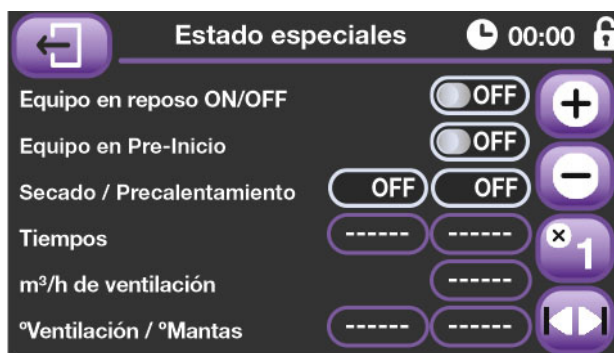 Estado especiales 00:00
Equipo en reposo ON/OFF OFF
Equipo en Pre-Inicio OFF
Secado / Precalentamiento OFF OFF
Tiempos ------ ------
x1
m³/h de ventilación ------
ºVentilación / ºMantas ------ ------